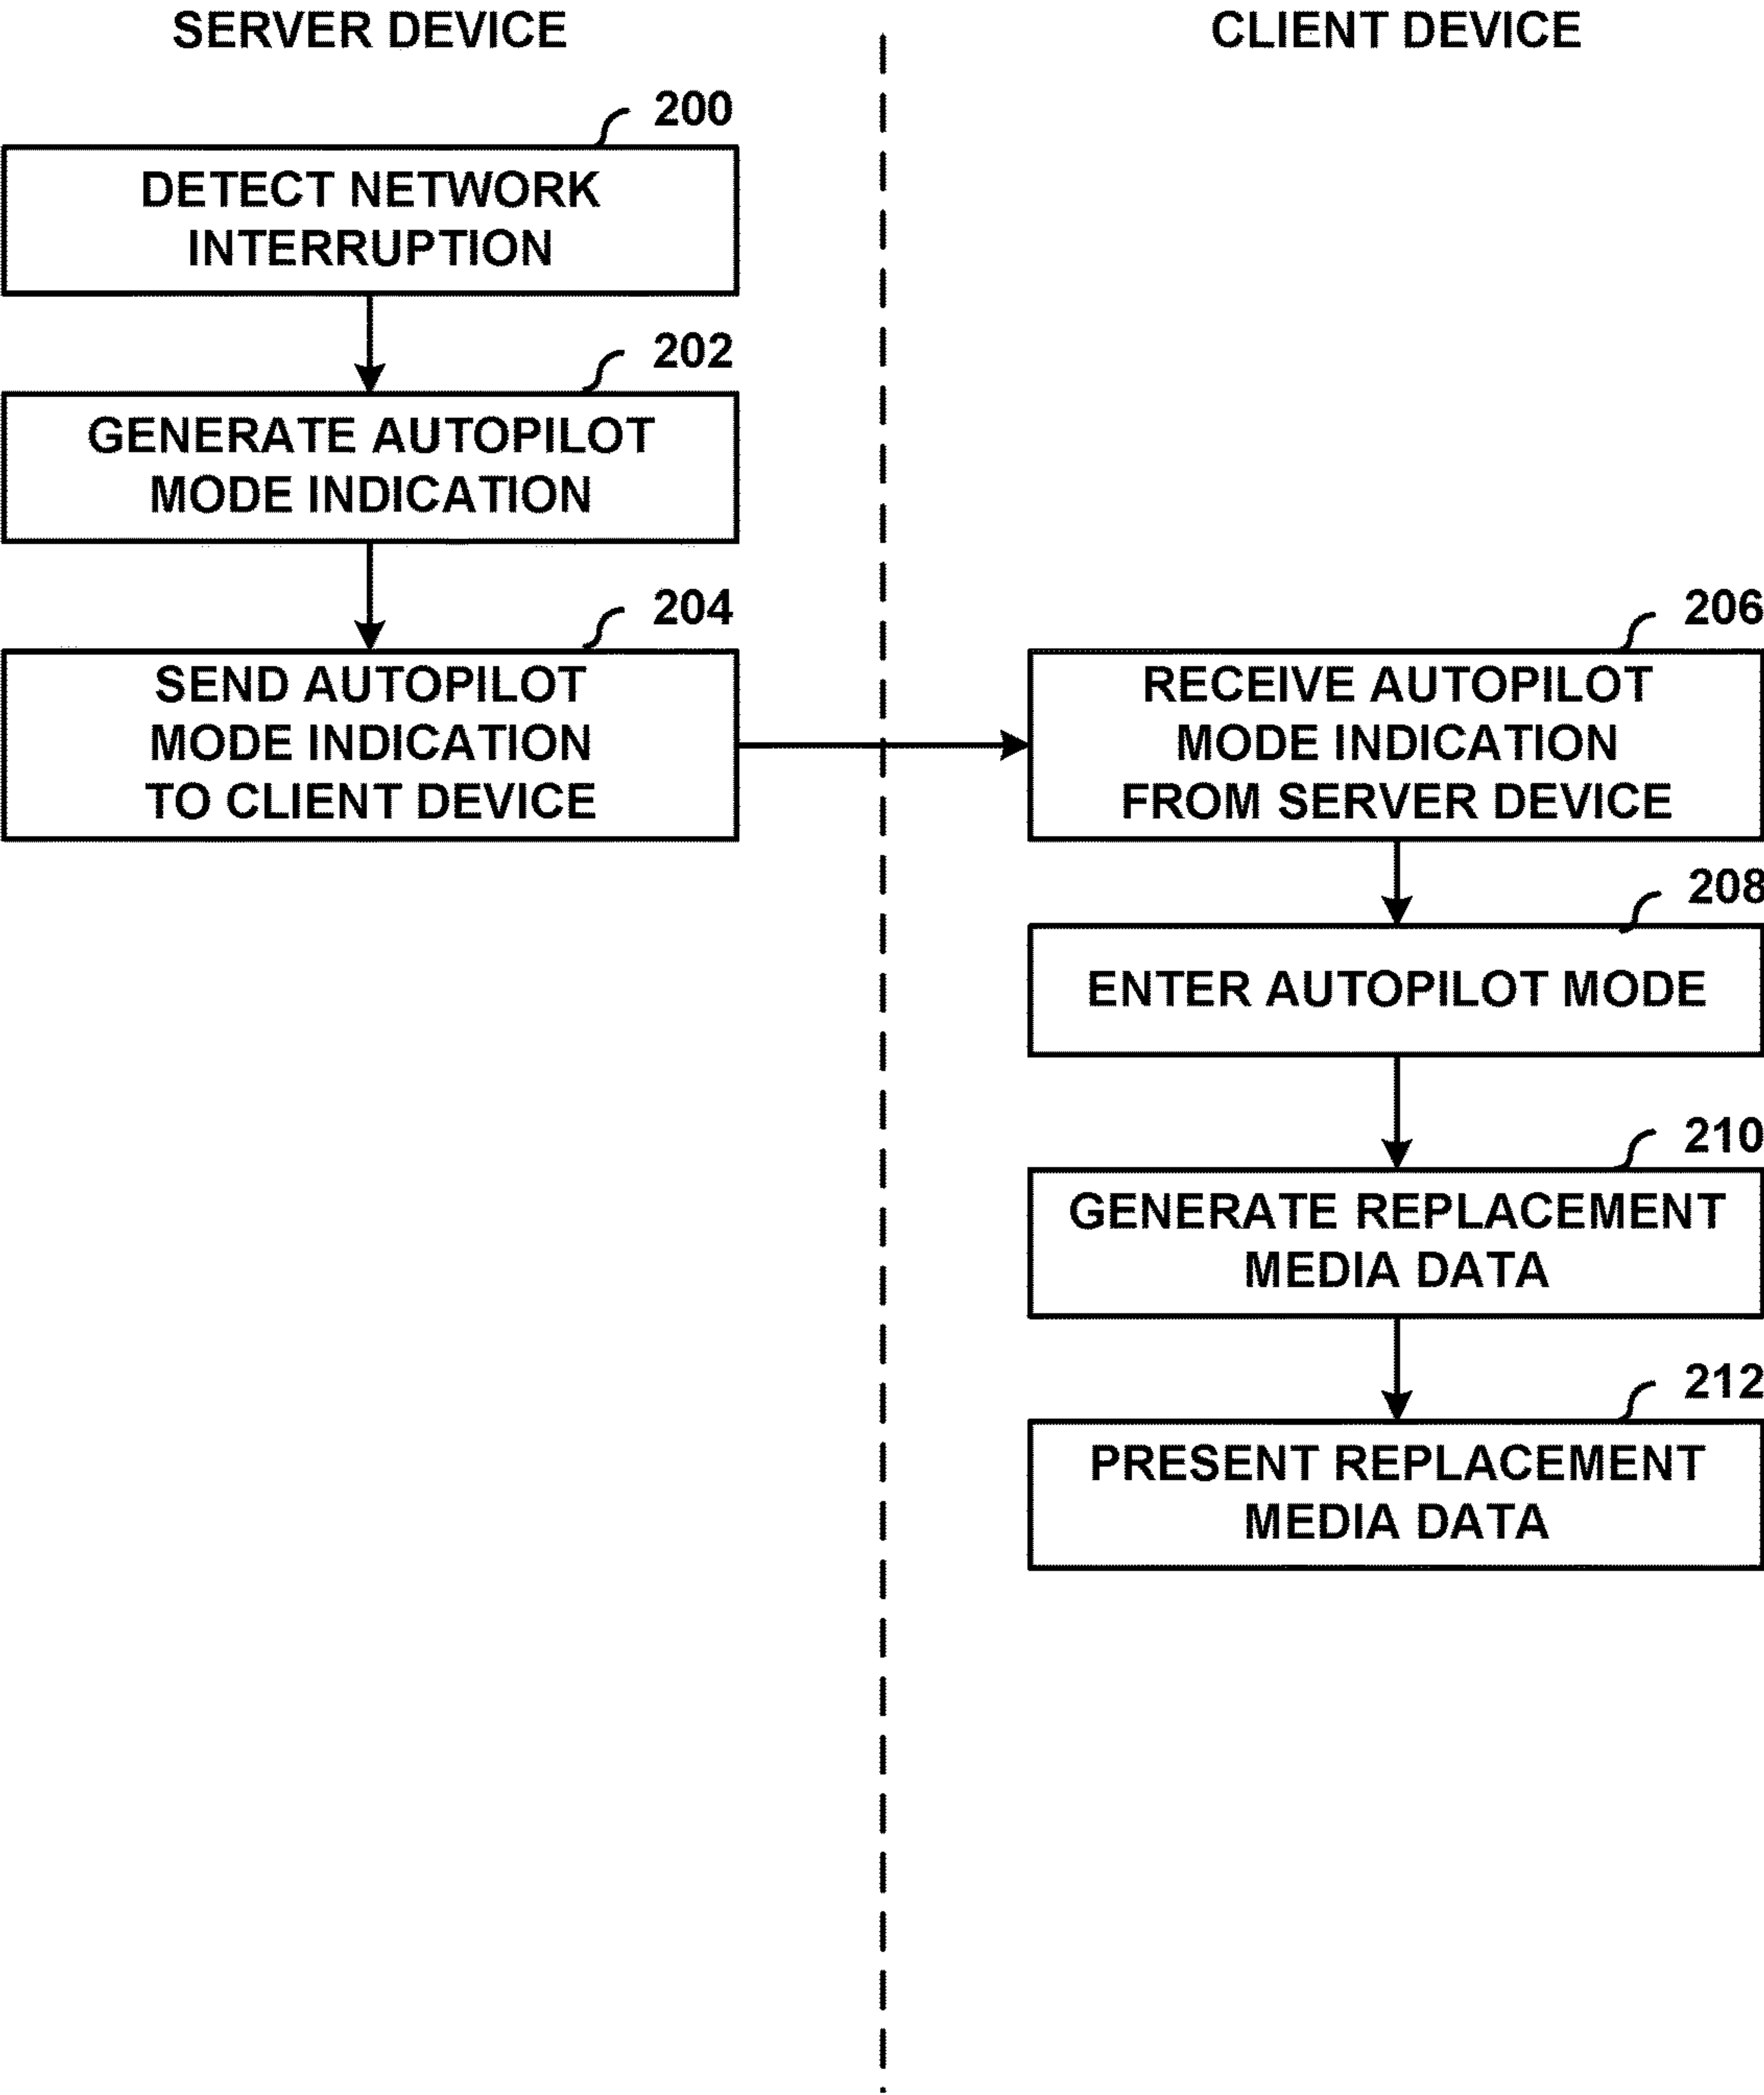 SERVER DEVICE
200
DETECT NETWORK
INTERRUPTION
202
GENERATE AUTOPILOT
MODE INDICATION
204
SEND AUTOPILOT
MODE INDICATION
TO CLIENT DEVICE
CLIENT DEVICE
206
RECEIVE AUTOPILOT
MODE INDICATION
FROM SERVER DEVICE
208
ENTER AUTOPILOT MODE
210
GENERATE REPLACEMENT
MEDIA DATA
212
PRESENT REPLACEMENT
MEDIA DATA